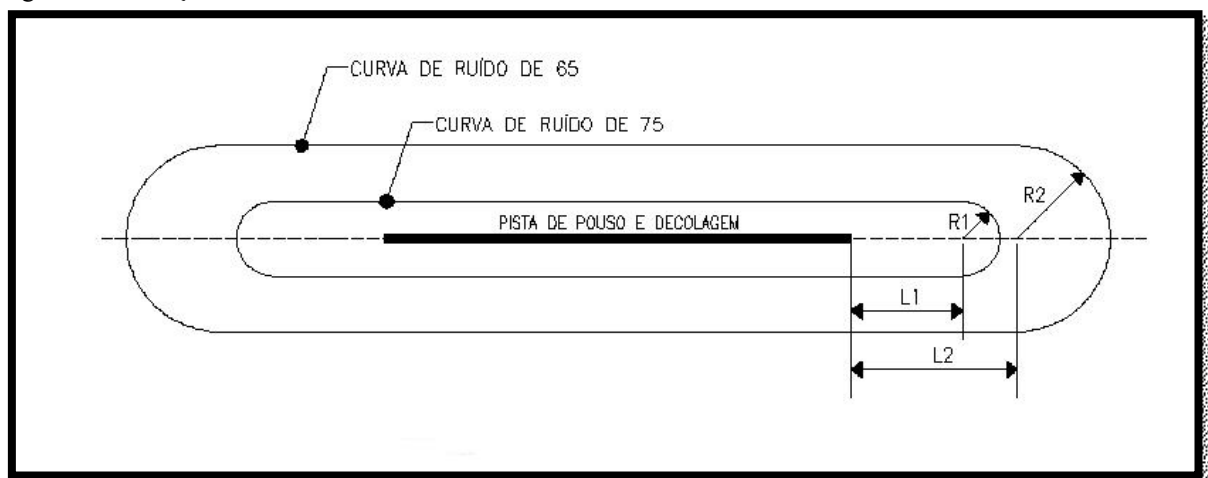 CURVA DE RUÍDO DE 65
CURVA DE RUÍDO DE 75
R2
PISTA DE POUSO E DECOLAGEM
R1
L1
L2